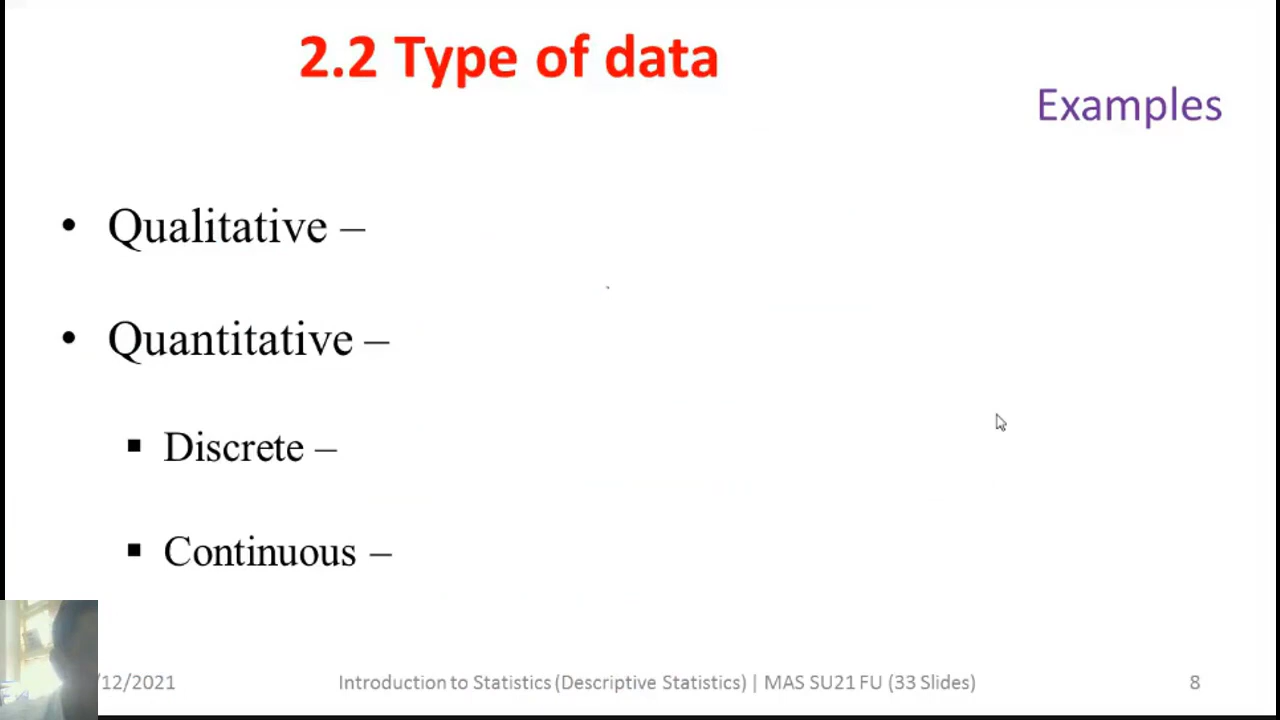 2.2 Type of data
Examples
• Qualitative –
• Quantitative –
▪ Discrete –
▪ Continuous –
/12/2021
Introduction to Statistics (Descriptive Statistics) | MAS SU21 FU (33 Slides)
8